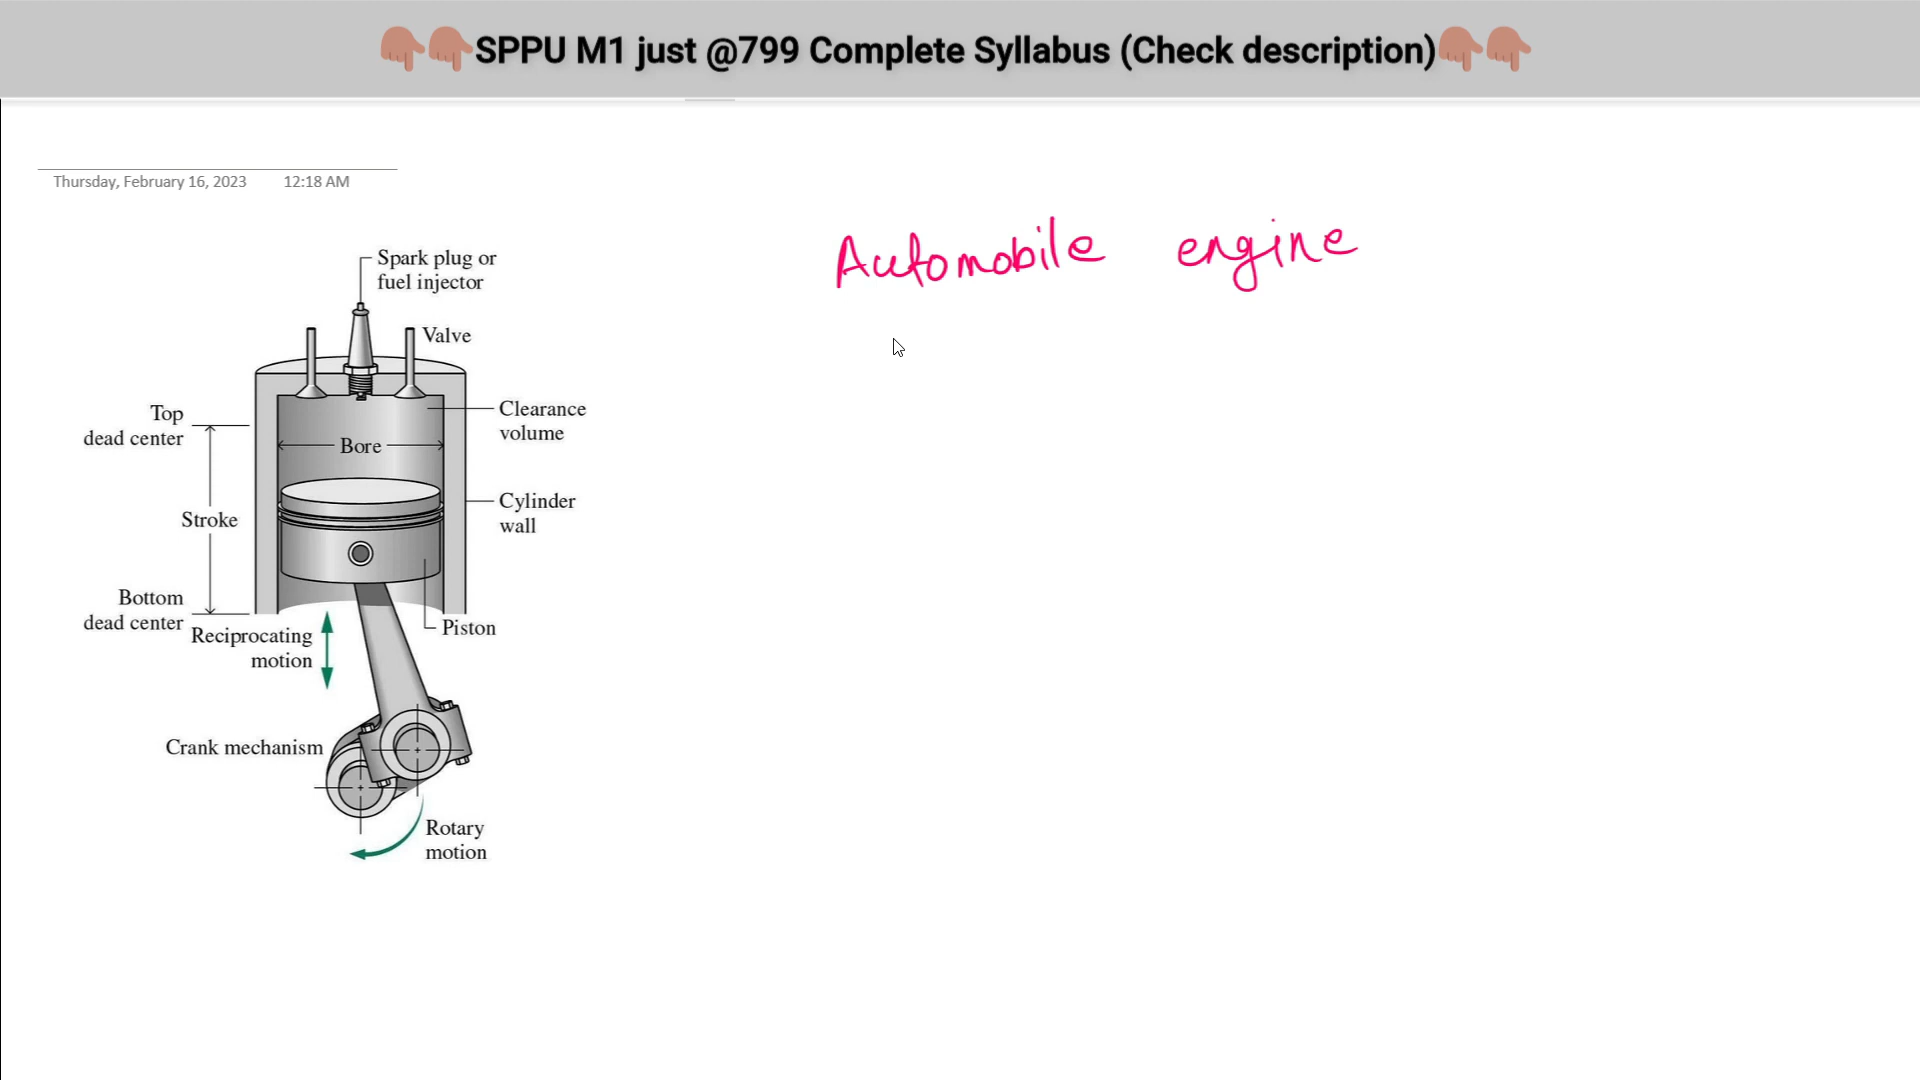 👇👇SPPU M1 just @799 Complete Syllabus (Check description)👇👇
Thursday, February 16, 2023 12:18 AM
Automobile engine
Spark plug or
fuel injector
Valve
Top
dead center
Clearance
volume
Bore
Cylinder
wall
Stroke
Bottom
dead center
Reciprocating
motion
Piston
Crank mechanism
Rotary
motion